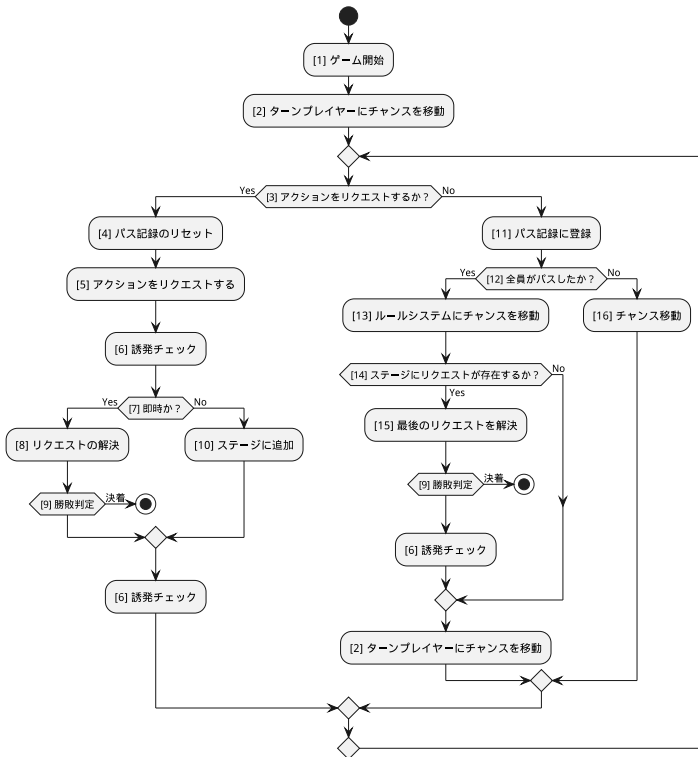 [1] ゲーム開始
[2] ターンプレイヤーにチャンスを移動
Yes
[3] アクションをリクエストするか？
No
[4] パス記録のリセット
[5] アクションをリクエストする
[6] 誘発チェック
Yes
[7] 即時か？
No
[8] リクエストの解決
[10] ステージに追加
[9] 勝敗判定
決着
[6] 誘発チェック
[11] パス記録に登録
Yes
[12] 全員がパスしたか？
No
[13] ルールシステムにチャンスを移動
[16] チャンス移動
[14] ステージにリクエストが存在するか？
No
Yes
[15] 最後のリクエストを解決
[9] 勝敗判定
決着
[6] 誘発チェック
[2] ターンプレイヤーにチャンスを移動